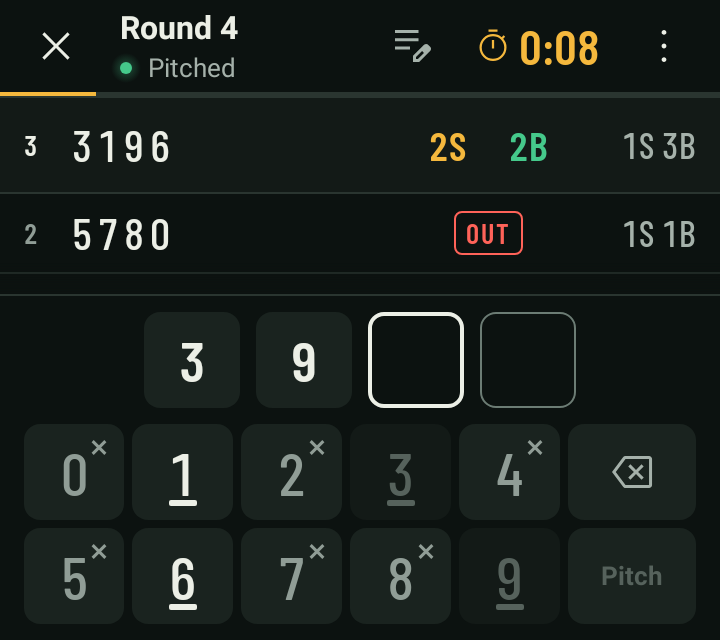 Round 4
Pitched
0:08
3 3196 2S 2B 1S 3B
2 5780 OUT 1S 1B
3 9
0 1 2 3 4
5 6 7 8 9 Pitch